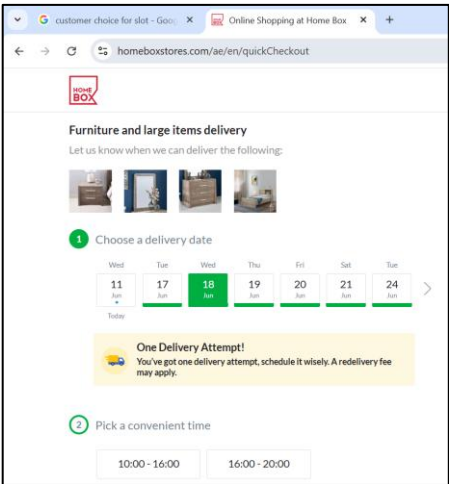 customer choice for slot - Goog
Online Shopping at Home Box
homeboxstores.com/ae/en/quickCheckout
HOME
BOX
Furniture and large items delivery
Let us know when we can deliver the following:
1 Choose a delivery date
Wed Tue Wed Thu Fri Sat Tue
11 17 18 19 20 21 24
Jun Jun Jun Jun Jun Jun Jun
Today
One Delivery Attempt!
You've got one delivery attempt, schedule it wisely. A redelivery fee
may apply.
2 Pick a convenient time
10:00 - 16:00 16:00 - 20:00